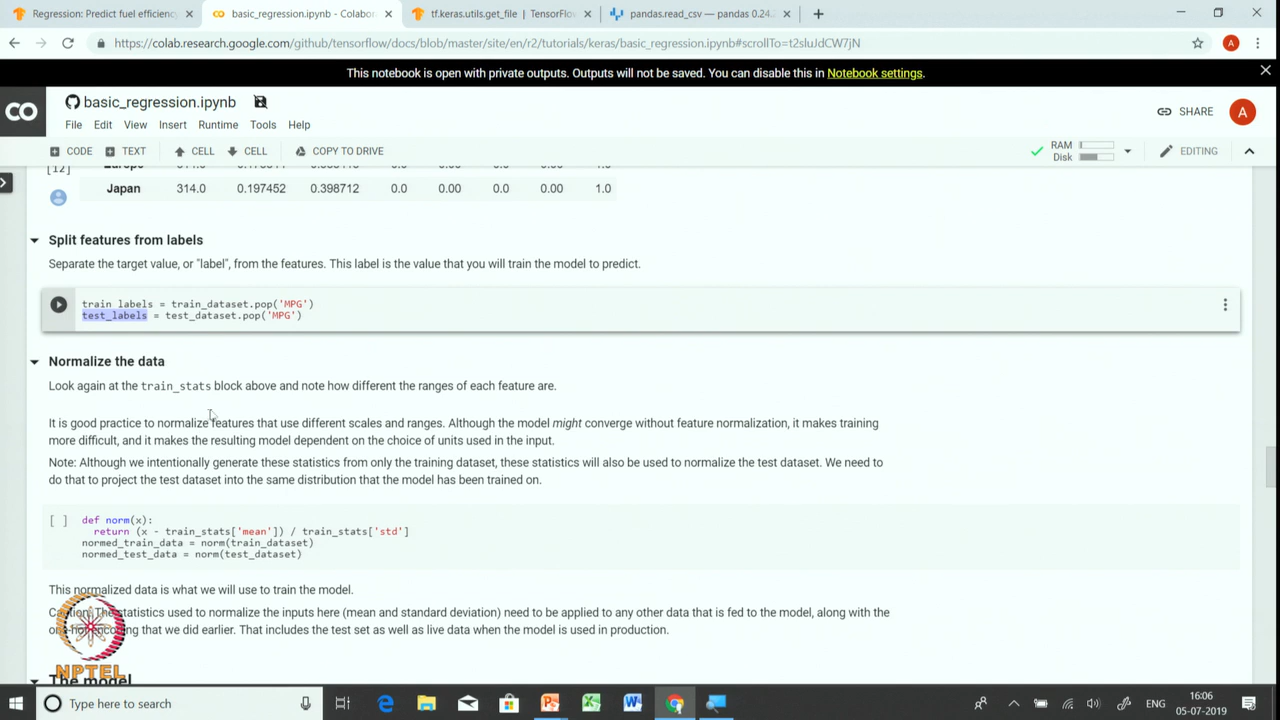 Regression: Predict fuel efficiency
basic_regression.ipynb - Colabor
tf.keras.utils.get_file | TensorFlow
pandas.read_csv — pandas 0.24.
https://colab.research.google.com/github/tensorflow/docs/blob/master/site/en/r2/tutorials/keras/basic_regression.ipynb#scrollTo=t2sluJdCW7jN
A
This notebook is open with private outputs. Outputs will not be saved. You can disable this in Notebook settings.
CO
basic_regression.ipynb
SHARE
A
File Edit View Insert Runtime Tools Help
CODE TEXT CELL CELL COPY TO DRIVE
RAM
Disk
EDITING
[12]
Japan 314.0 0.197452 0.398712 0.0 0.00 0.0 0.00 1.0
Split features from labels
Separate the target value, or "label", from the features. This label is the value that you will train the model to predict.
train_labels = train_dataset.pop('MPG')
test_labels = test_dataset.pop('MPG')
Normalize the data
Look again at the train_stats block above and note how different the ranges of each feature are.
It is good practice to normalize features that use different scales and ranges. Although the model might converge without feature normalization, it makes training
more difficult, and it makes the resulting model dependent on the choice of units used in the input.
Note: Although we intentionally generate these statistics from only the training dataset, these statistics will also be used to normalize the test dataset. We need to
do that to project the test dataset into the same distribution that the model has been trained on.
[ ] def norm(x):
return (x - train_stats['mean']) / train_stats['std']
normed_train_data = norm(train_dataset)
normed_test_data = norm(test_dataset)
This normalized data is what we will use to train the model.
statistics used to normalize the inputs here (mean and standard deviation) need to be applied to any other data that is fed to the model, along with the
that we did earlier. That includes the test set as well as live data when the model is used in production.
NPTEL
The model
Type here to search
ENG
16:06
05-07-2019